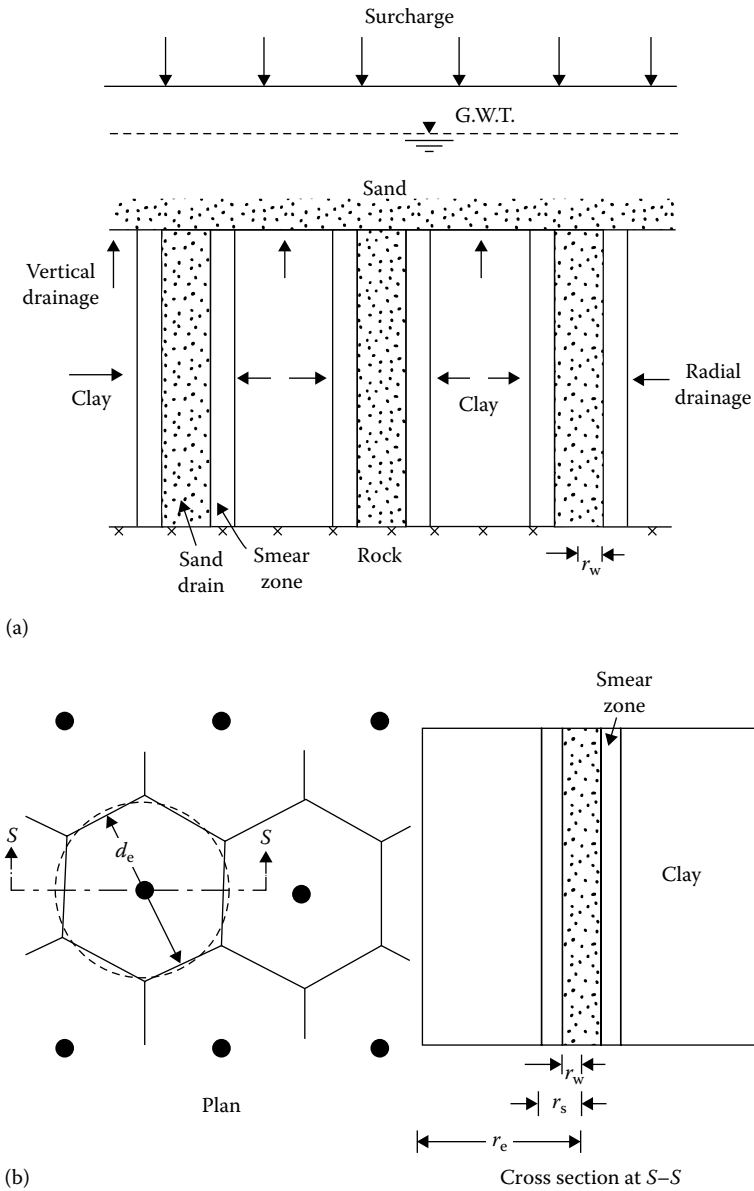 Surcharge
G.W.T.
Sand
Vertical
drainage
Clay
Clay
Radial
drainage
Sand
drain
Smear
zone
Rock
r_w
(a)
Smear
zone
S
S
d_e
Clay
r_w
r_s
r_e
Plan
(b)
Cross section at S–S